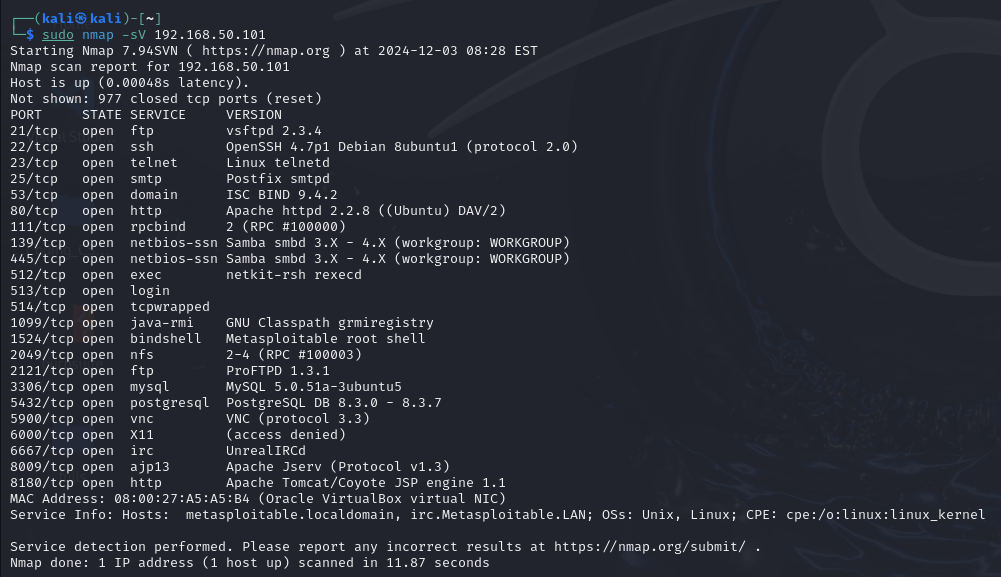 ┌──(kali㉿kali)-[~]
└─$ sudo nmap -sV 192.168.50.101
Starting Nmap 7.94SVN ( https://nmap.org ) at 2024-12-03 08:28 EST
Nmap scan report for 192.168.50.101
Host is up (0.00048s latency).
Not shown: 977 closed tcp ports (reset)
PORT     STATE SERVICE     VERSION
21/tcp   open  ftp         vsftpd 2.3.4
22/tcp   open  ssh         OpenSSH 4.7p1 Debian 8ubuntu1 (protocol 2.0)
23/tcp   open  telnet      Linux telnetd
25/tcp   open  smtp        Postfix smtpd
53/tcp   open  domain      ISC BIND 9.4.2
80/tcp   open  http        Apache httpd 2.2.8 ((Ubuntu) DAV/2)
111/tcp  open  rpcbind     2 (RPC #100000)
139/tcp  open  netbios-ssn Samba smbd 3.X - 4.X (workgroup: WORKGROUP)
445/tcp  open  netbios-ssn Samba smbd 3.X - 4.X (workgroup: WORKGROUP)
512/tcp  open  exec        netkit-rsh rexecd
513/tcp  open  login
514/tcp  open  tcpwrapped
1099/tcp open  java-rmi    GNU Classpath grmiregistry
1524/tcp open  bindshell   Metasploitable root shell
2049/tcp open  nfs         2-4 (RPC #100003)
2121/tcp open  ftp         ProFTPD 1.3.1
3306/tcp open  mysql       MySQL 5.0.51a-3ubuntu5
5432/tcp open  postgresql  PostgreSQL DB 8.3.0 - 8.3.7
5900/tcp open  vnc         VNC (protocol 3.3)
6000/tcp open  X11         (access denied)
6667/tcp open  irc         UnrealIRCd
8009/tcp open  ajp13       Apache Jserv (Protocol v1.3)
8180/tcp open  http        Apache Tomcat/Coyote JSP engine 1.1
MAC Address: 08:00:27:A5:A5:B4 (Oracle VirtualBox virtual NIC)
Service Info: Hosts:  metasploitable.localdomain, irc.Metasploitable.LAN; OSs: Unix, Linux; CPE: cpe:/o:linux:linux_kernel

Service detection performed. Please report any incorrect results at https://nmap.org/submit/ .
Nmap done: 1 IP address (1 host up) scanned in 11.87 seconds